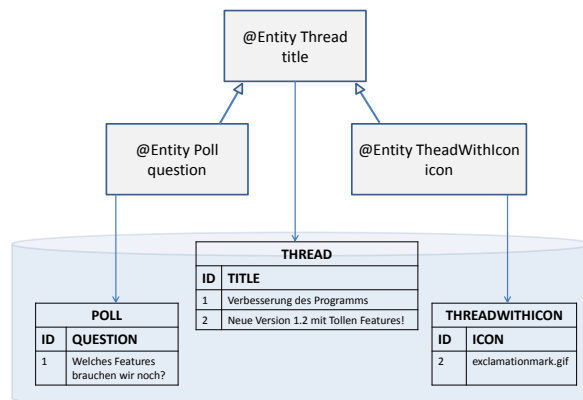 @Entity Thread
title
@Entity Poll
question
@Entity TheadWithIcon
icon
THREAD
ID TITLE
1 Verbesserung des Programms
2 Neue Version 1.2 mit Tollen Features!
POLL
ID QUESTION
1 Welches Features
brauchen wir noch?
THREADWITHICON
ID ICON
2 exclamationmark.gif